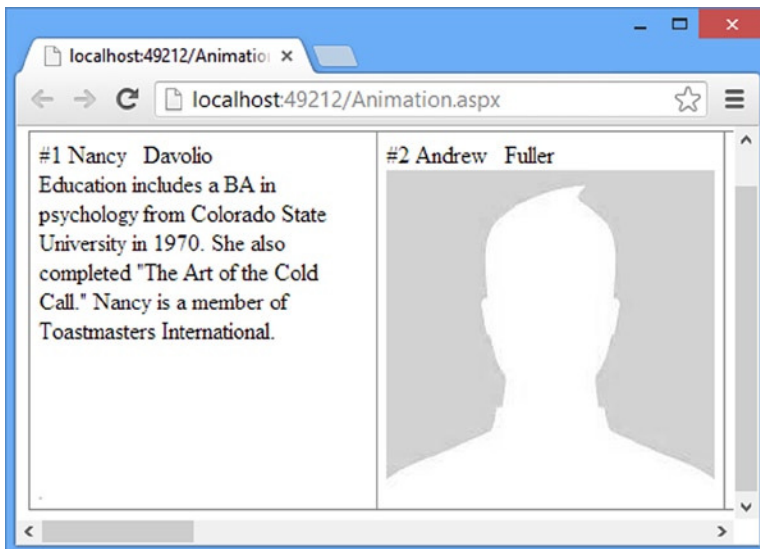 localhost:49212/Animatio
localhost:49212/Animation.aspx
#1 Nancy Davolio
Education includes a BA in
psychology from Colorado State
University in 1970. She also
completed "The Art of the Cold
Call." Nancy is a member of
Toastmasters International.
#2 Andrew Fuller